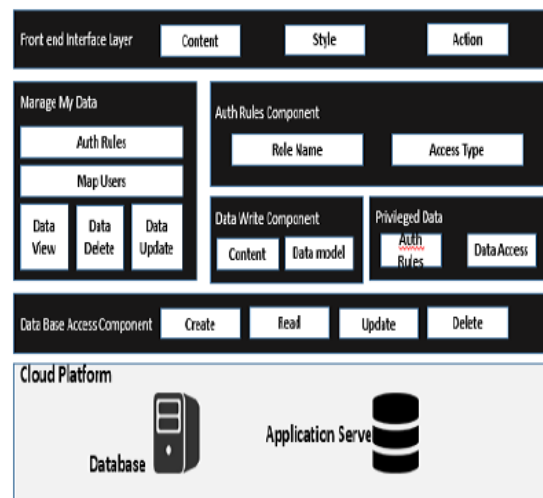 Front end Interface Layer
Content
Style
Action
Manage My Data
Auth Rules
Map Users
Data
View
Data
Delete
Data
Update
Auth Rules Component
Role Name
Access Type
Data Write Component
Content
Data model
Privileged Data
Auth
Rules
Data Access
Data Base Access Component
Create
Read
Update
Delete
Cloud Platform
Database
Application Serve